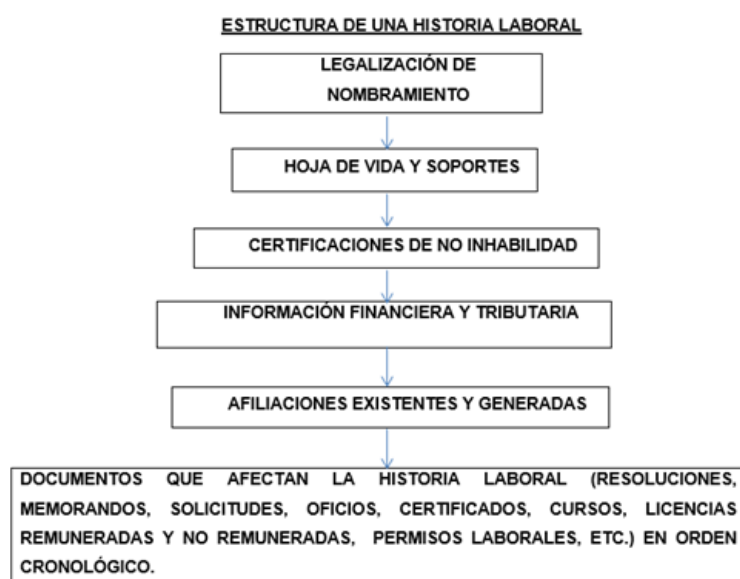 ESTRUCTURA DE UNA HISTORIA LABORAL
LEGALIZACIÓN DE
NOMBRAMIENTO
HOJA DE VIDA Y SOPORTES
CERTIFICACIONES DE NO INHABILIDAD
INFORMACIÓN FINANCIERA Y TRIBUTARIA
AFILIACIONES EXISTENTES Y GENERADAS
DOCUMENTOS QUE AFECTAN LA HISTORIA LABORAL (RESOLUCIONES,
MEMORANDOS, SOLICITUDES, OFICIOS, CERTIFICADOS, CURSOS, LICENCIAS
REMUNERADAS Y NO REMUNERADAS, PERMISOS LABORALES, ETC.) EN ORDEN
CRONOLÓGICO.